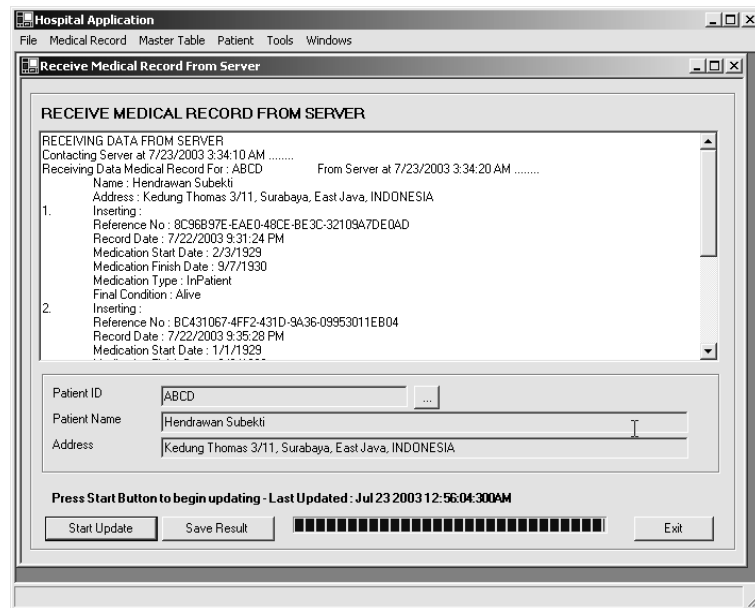 Hospital Application
File Medical Record Master Table Patient Tools Windows
Receive Medical Record From Server
RECEIVE MEDICAL RECORD FROM SERVER
RECEIVING DATA FROM SERVER
Contacting Server at 7/23/2003 3:34:10 AM ........
Receiving Data Medical Record For : ABCD From Server at 7/23/2003 3:34:20 AM ........
Name : Hendrawan Subekti
Address : Kedung Thomas 3/11, Surabaya, East Java, INDONESIA
1. Inserting :
Reference No : 8C96B97E-EAE0-48CE-BE3C-32109A7DE0AD
Record Date : 7/22/2003 9:31:24 PM
Medication Start Date : 2/3/1929
Medication Finish Date : 9/7/1930
Medication Type : InPatient
Final Condition : Alive
2. Inserting :
Reference No : BC431067-4FF2-431D-9A36-09953011EB04
Record Date : 7/22/2003 9:35:28 PM
Medication Start Date : 1/1/1929
Patient ID ABCD ...
Patient Name Hendrawan Subekti
Address Kedung Thomas 3/11, Surabaya, East Java, INDONESIA
Press Start Button to begin updating - Last Updated : Jul 23 2003 12:56:04:300AM
Start Update Save Result Exit